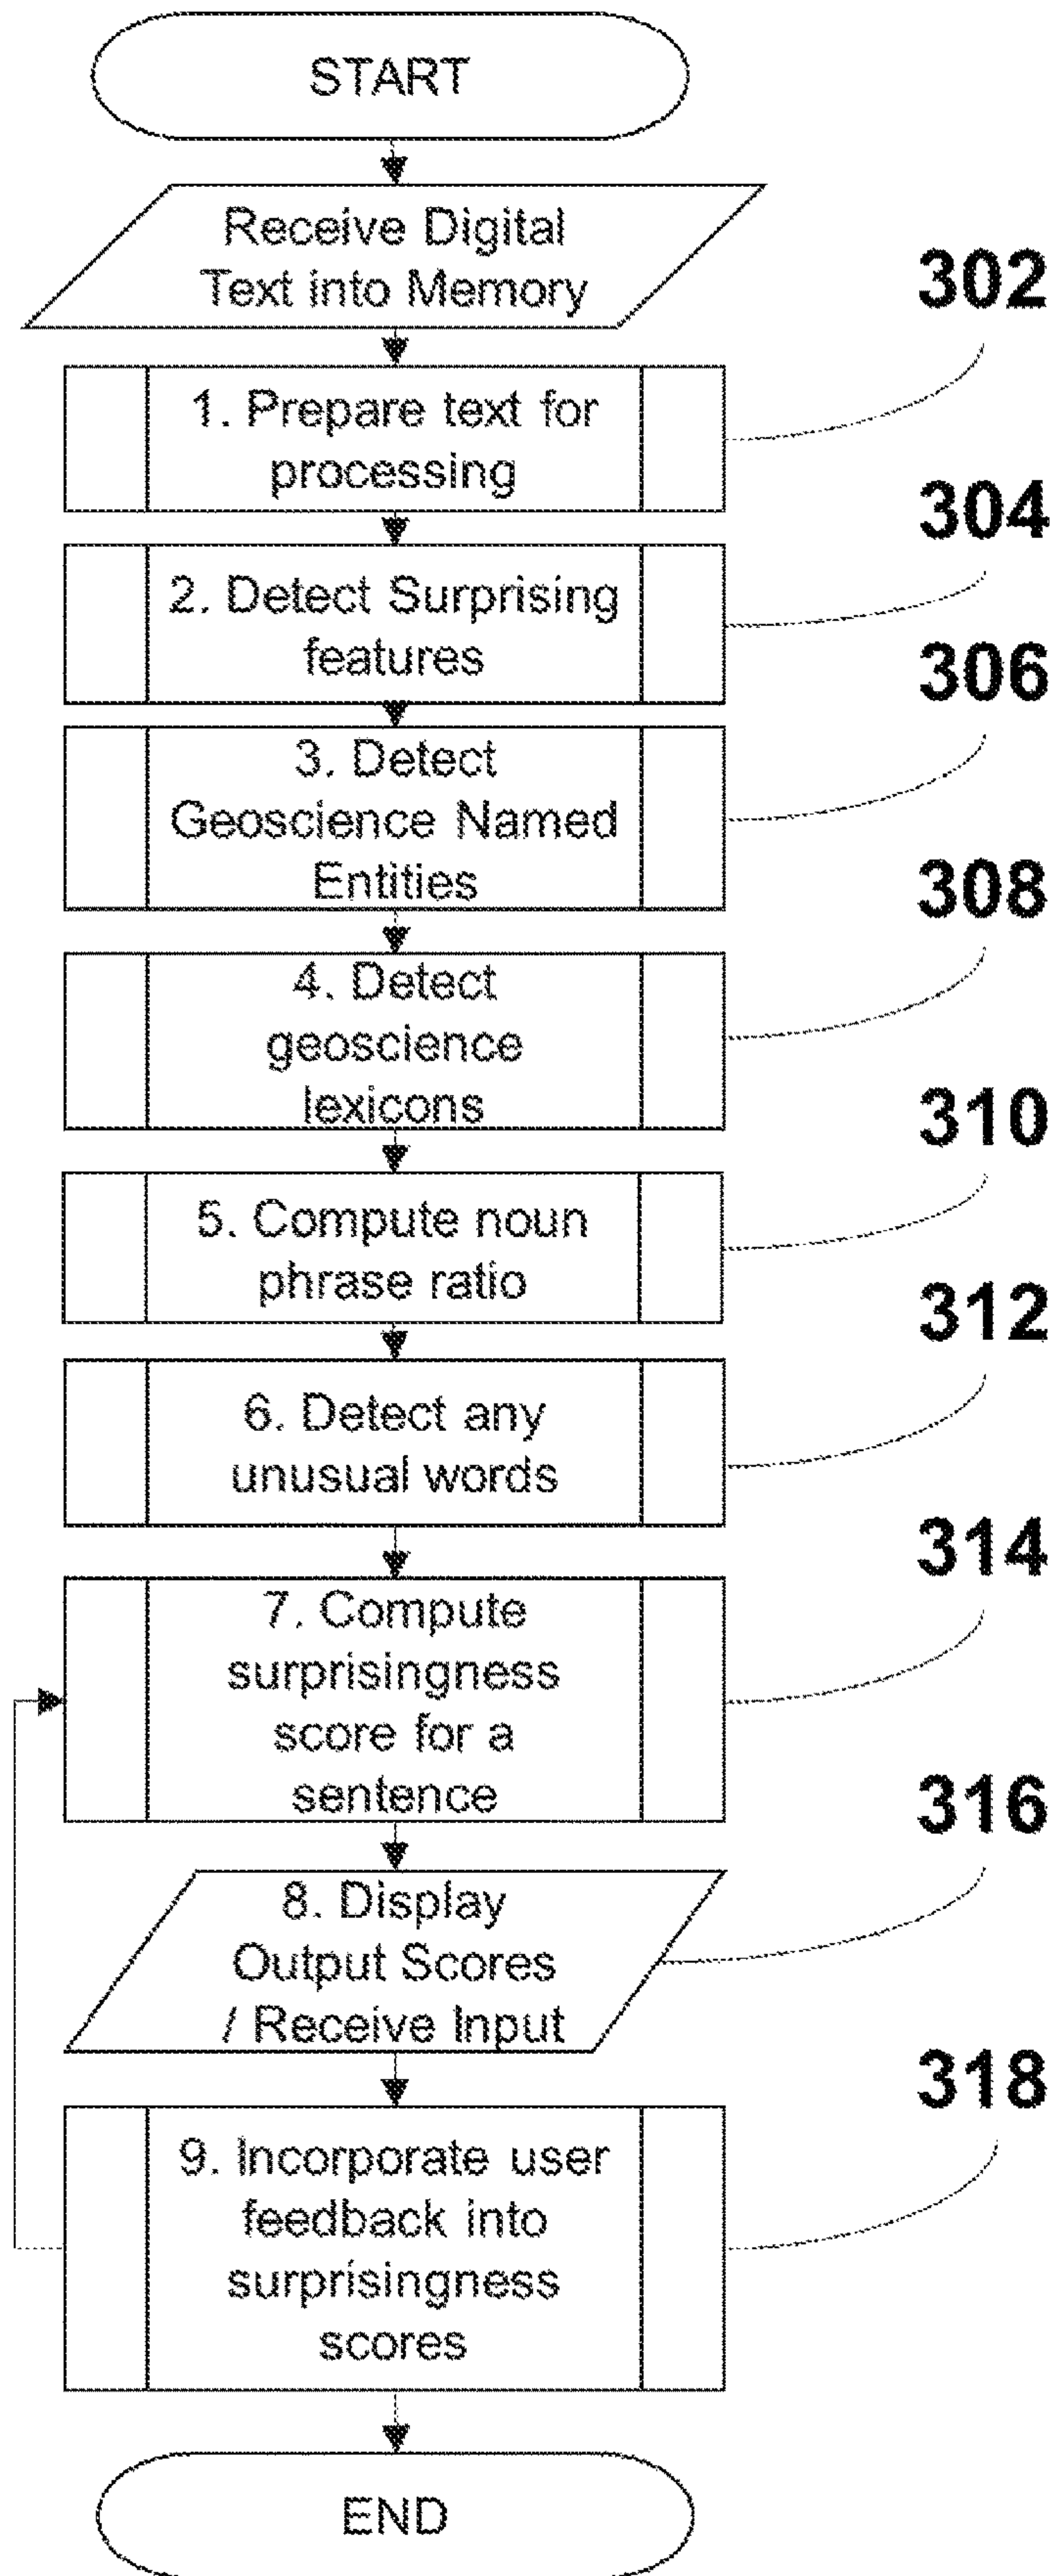 START
Receive Digital
Text into Memory
302
1. Prepare text for
processing
304
2. Detect Surprising
features
306
3. Detect
Geoscience Named
Entities
308
4. Detect
geoscience
lexicons
310
5. Compute noun
phrase ratio
312
6. Detect any
unusual words
314
7. Compute
surprisingness
score for a
sentence
316
8. Display
Output Scores
/ Receive Input
318
9. Incorporate user
feedback into
surprisingness
scores
END